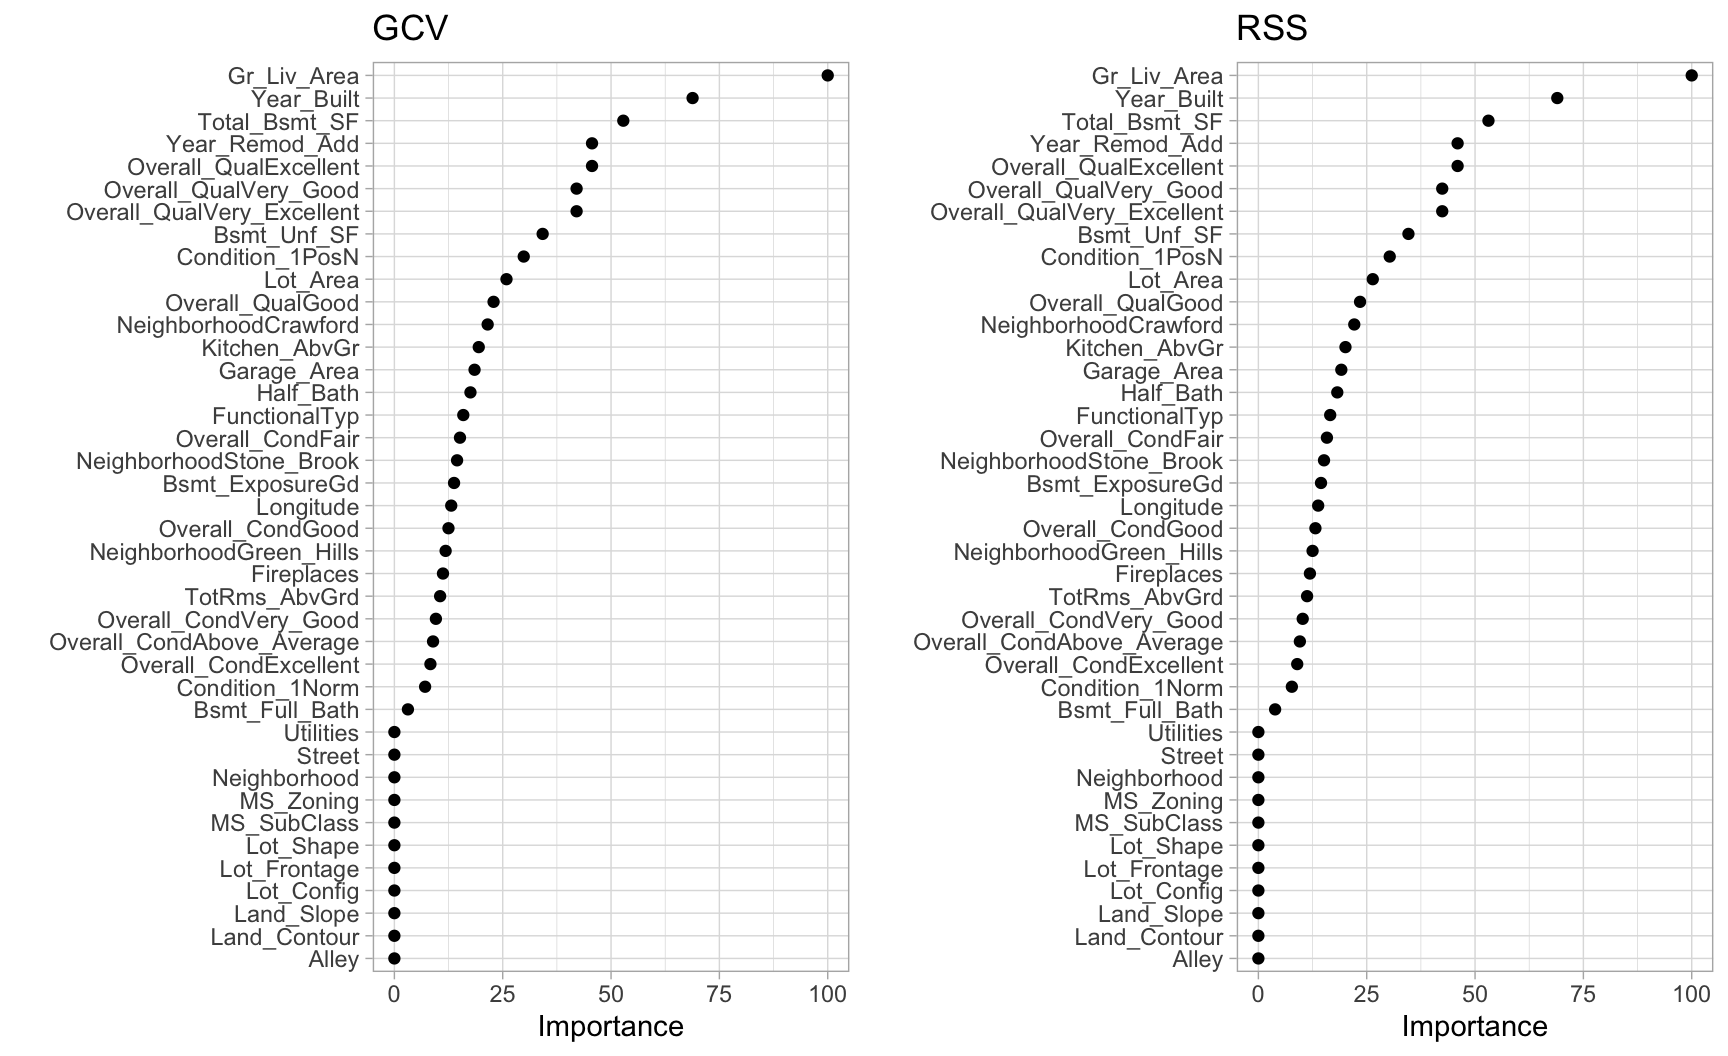 GCV
Gr_Liv_Area
Year_Built
Total_Bsmt_SF
Year_Remod_Add
Overall_QualExcellent
Overall_QualVery_Good
Overall_QualVery_Excellent
Bsmt_Unf_SF
Condition_1PosN
Lot_Area
Overall_QualGood
NeighborhoodCrawford
Kitchen_AbvGr
Garage_Area
Half_Bath
FunctionalTyp
Overall_CondFair
NeighborhoodStone_Brook
Bsmt_ExposureGd
Longitude
Overall_CondGood
NeighborhoodGreen_Hills
Fireplaces
TotRms_AbvGrd
Overall_CondVery_Good
Overall_CondAbove_Average
Overall_CondExcellent
Condition_1Norm
Bsmt_Full_Bath
Utilities
Street
Neighborhood
MS_Zoning
MS_SubClass
Lot_Shape
Lot_Frontage
Lot_Config
Land_Slope
Land_Contour
Alley
0 25 50 75 100
Importance
RSS
Gr_Liv_Area
Year_Built
Total_Bsmt_SF
Year_Remod_Add
Overall_QualExcellent
Overall_QualVery_Good
Overall_QualVery_Excellent
Bsmt_Unf_SF
Condition_1PosN
Lot_Area
Overall_QualGood
NeighborhoodCrawford
Kitchen_AbvGr
Garage_Area
Half_Bath
FunctionalTyp
Overall_CondFair
NeighborhoodStone_Brook
Bsmt_ExposureGd
Longitude
Overall_CondGood
NeighborhoodGreen_Hills
Fireplaces
TotRms_AbvGrd
Overall_CondVery_Good
Overall_CondAbove_Average
Overall_CondExcellent
Condition_1Norm
Bsmt_Full_Bath
Utilities
Street
Neighborhood
MS_Zoning
MS_SubClass
Lot_Shape
Lot_Frontage
Lot_Config
Land_Slope
Land_Contour
Alley
0 25 50 75 100
Importance